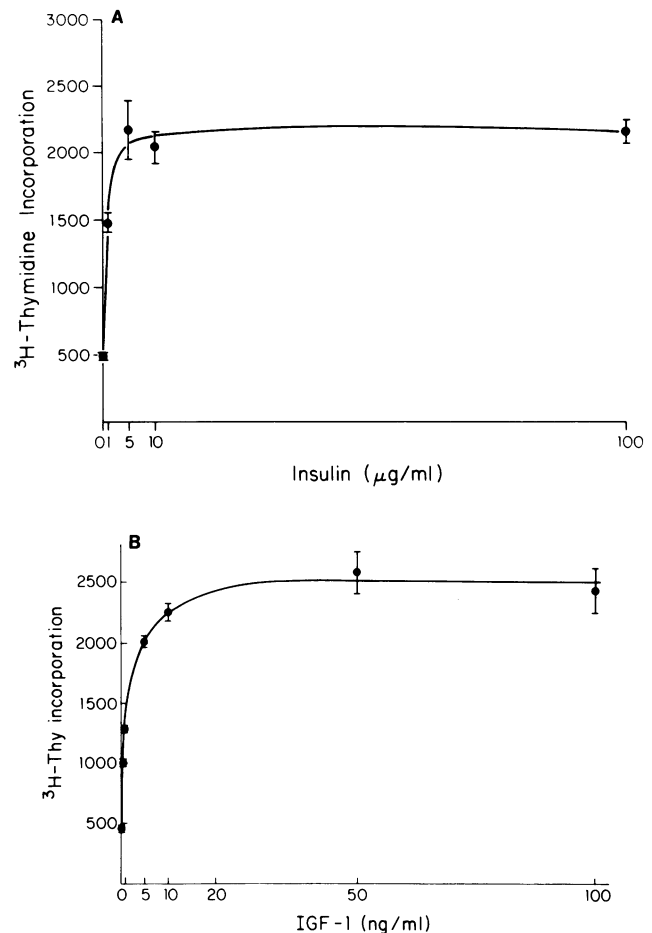 A
3000
2500
2000
1500
1000
500
³H-Thymidine Incorporation
0 1 5 10 100
Insulin (μg/ml)
B
2500
2000
1500
1000
500
³H-Thy incorporation
0 5 10 20 50 100
IGF-1 (ng/ml)